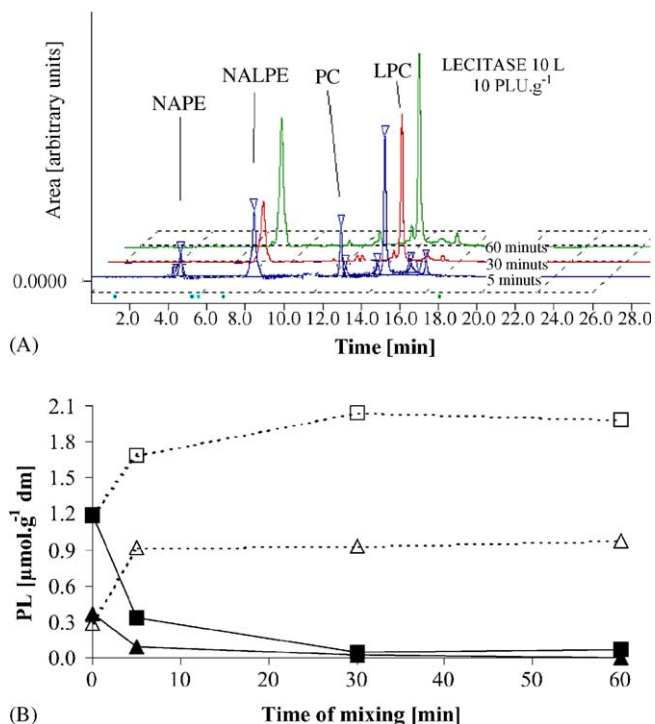 NAPE NALPE PC LPC LECITASE 10 L
10 PLU.g⁻¹
Area [arbitrary units]
0.0000
60 minuts
30 minuts
5 minuts
2.0 4.0 6.0 8.0 10.0 12.0 14.0 16.0 18.0 20.0 22.0 24.0 26.0 28.0
Time [min]
(A)
PL [µmol.g⁻¹ dm]
2.1
1.8
1.5
1.2
0.9
0.6
0.3
0.0
0 10 20 30 40 50 60
Time of mixing [min]
(B)